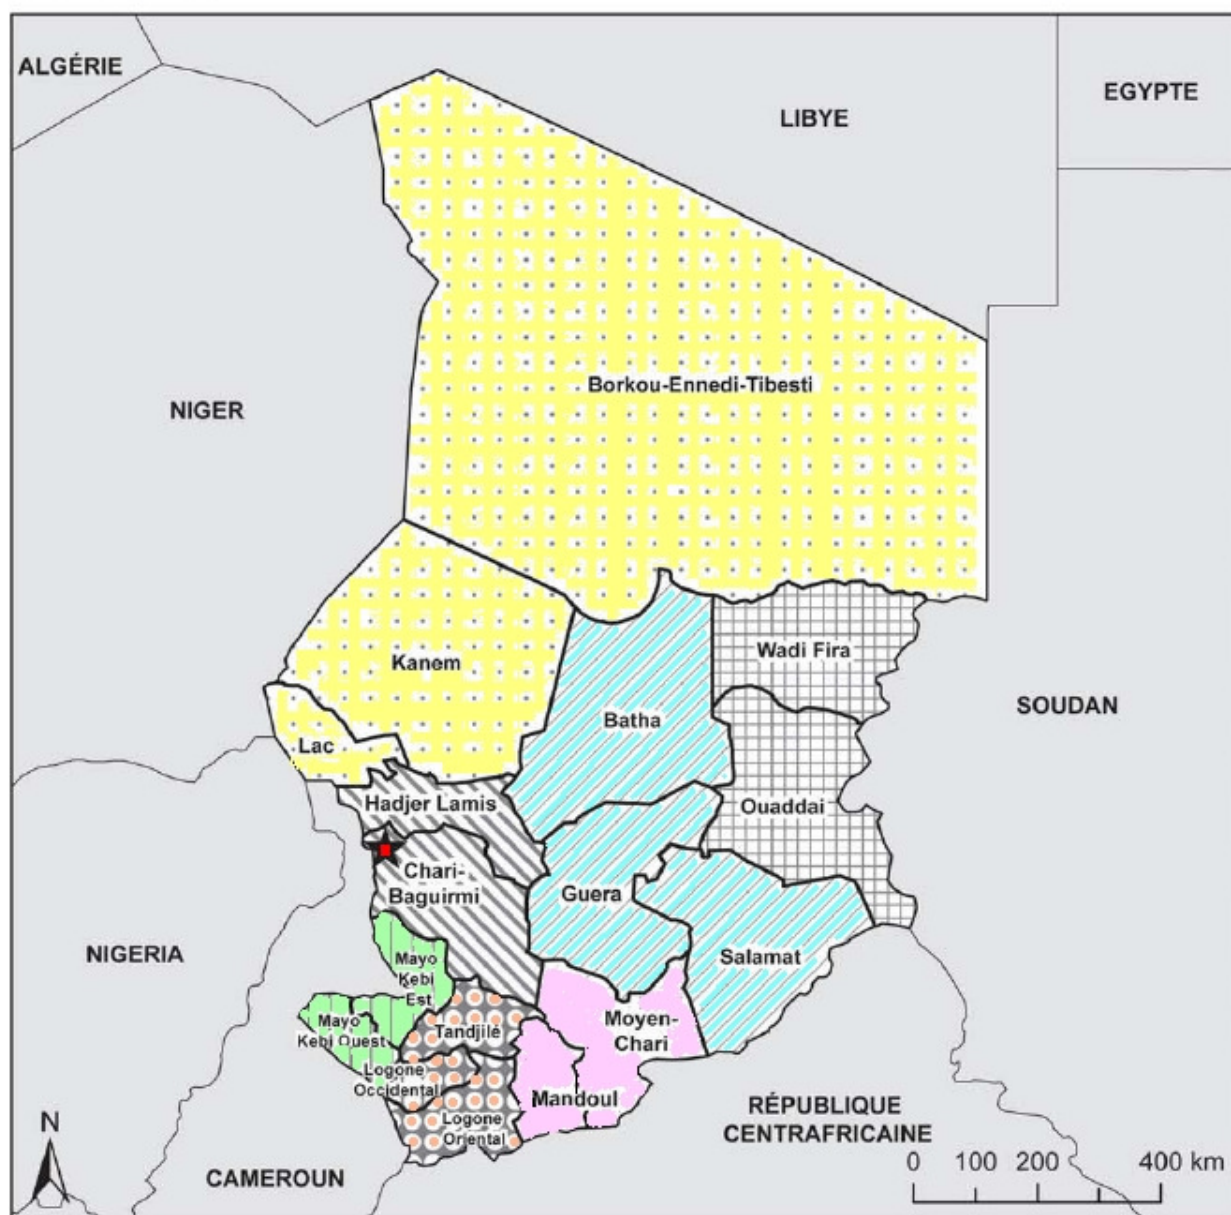 ALGÉRIE
LIBYE
EGYPTE
NIGER
Borkou-Ennedi-Tibesti
Kanem
Wadi Fira
Batha
SOUDAN
Lac
Hadjer Lamis
Ouaddai
Chari-
Baguirmi
Guera
NIGERIA
Mayo
Kebi
Est
Salamat
Mayo
Kebi Ouest
Tandjilé
Moyen-
Chari
Logone
Occidental
Mandoul
Logone
Oriental
RÉPUBLIQUE
CENTRAFRICAINE
CAMEROUN
N
0 100 200 400 km